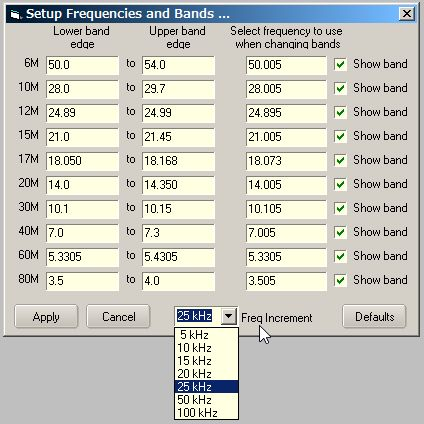 Setup Frequencies and Bands ...
Lower band edge Upper band edge Select frequency to use when changing bands
6M 50.0 to 54.0 50.005 Show band
10M 28.0 to 29.7 28.005 Show band
12M 24.89 to 24.99 24.895 Show band
15M 21.0 to 21.45 21.005 Show band
17M 18.050 to 18.168 18.073 Show band
20M 14.0 to 14.350 14.005 Show band
30M 10.1 to 10.15 10.105 Show band
40M 7.0 to 7.3 7.005 Show band
60M 5.3305 to 5.4305 5.3305 Show band
80M 3.5 to 4.0 3.505 Show band
Apply Cancel 25 kHz Freq Increment Defaults
5 kHz
10 kHz
15 kHz
20 kHz
25 kHz
50 kHz
100 kHz